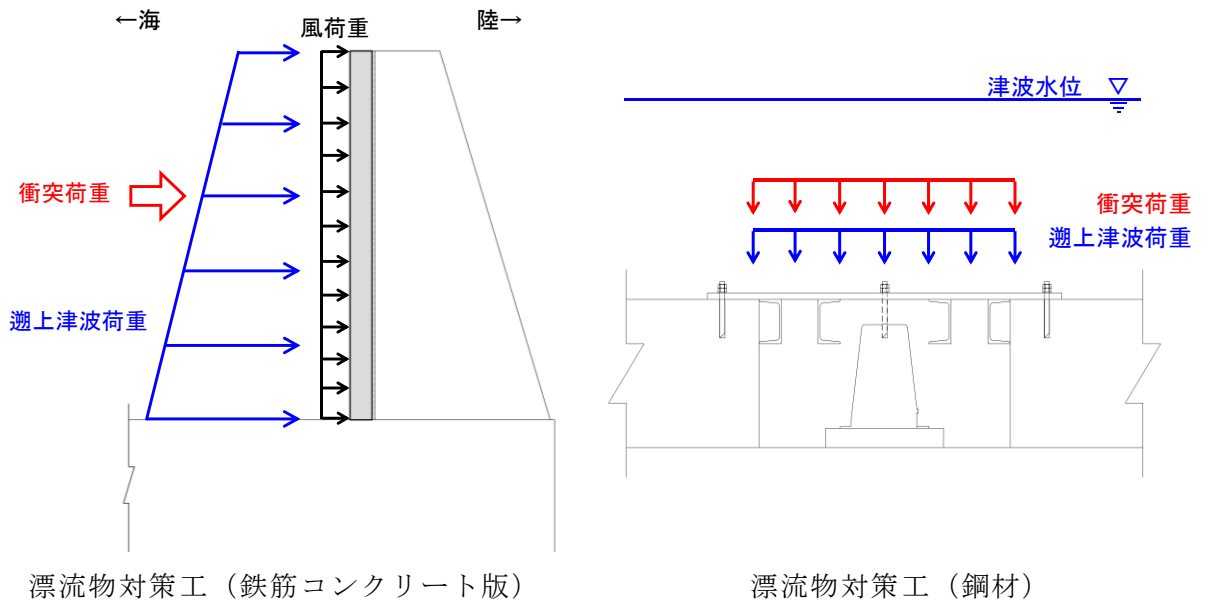 ←海
風荷重
陸→
衝突荷重
遡上津波荷重
津波水位
衝突荷重
遡上津波荷重
漂流物対策工（鉄筋コンクリート版）
漂流物対策工（鋼材）